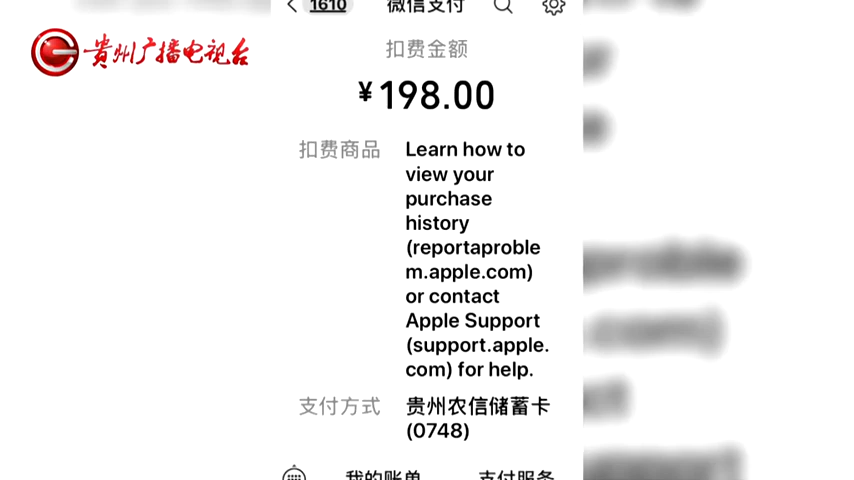 1610
微信支付
贵州广播电视台
扣费金额
¥198.00
扣费商品
Learn how to
view your
purchase
history
(reportaproble
m.apple.com)
or contact
Apple Support
(support.apple.
com) for help.
支付方式
贵州农信储蓄卡
(0748)
我的账单
支付服务